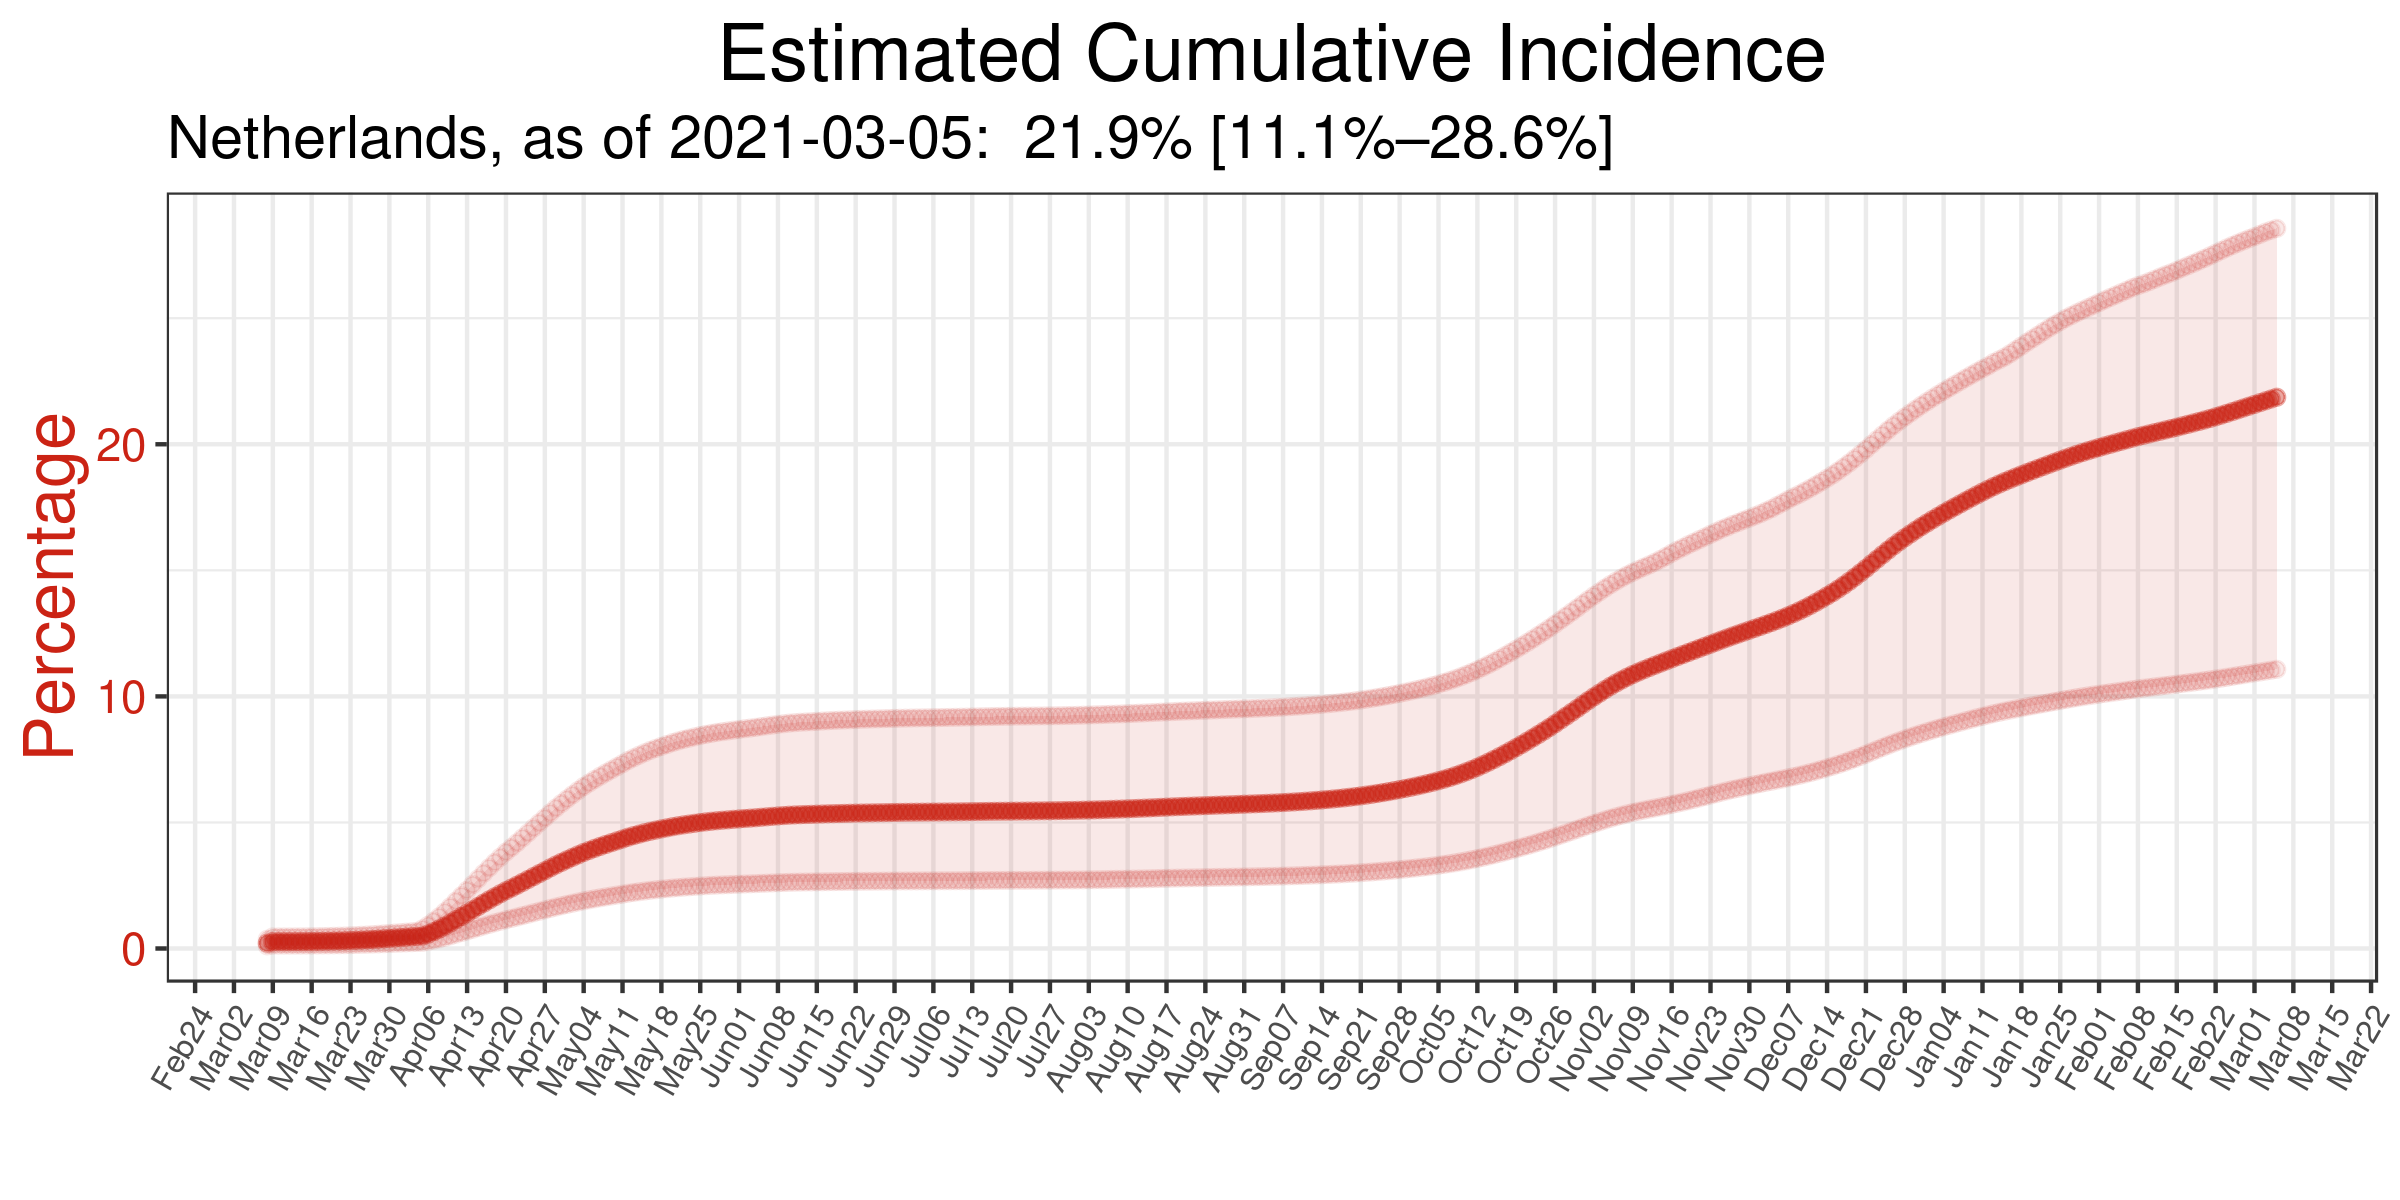 Estimated Cumulative Incidence
Netherlands, as of 2021-03-05: 21.9% [11.1%–28.6%]
Percentage
20
10
0
Feb24
Mar02
Mar09
Mar16
Mar23
Mar30
Apr06
Apr13
Apr20
Apr27
May04
May11
May18
May25
Jun01
Jun08
Jun15
Jun22
Jun29
Jul06
Jul13
Jul20
Jul27
Aug03
Aug10
Aug17
Aug24
Aug31
Sep07
Sep14
Sep21
Sep28
Oct05
Oct12
Oct19
Oct26
Nov02
Nov09
Nov16
Nov23
Nov30
Dec07
Dec14
Dec21
Dec28
Jan04
Jan11
Jan18
Jan25
Feb01
Feb08
Feb15
Feb22
Mar01
Mar08
Mar15
Mar22